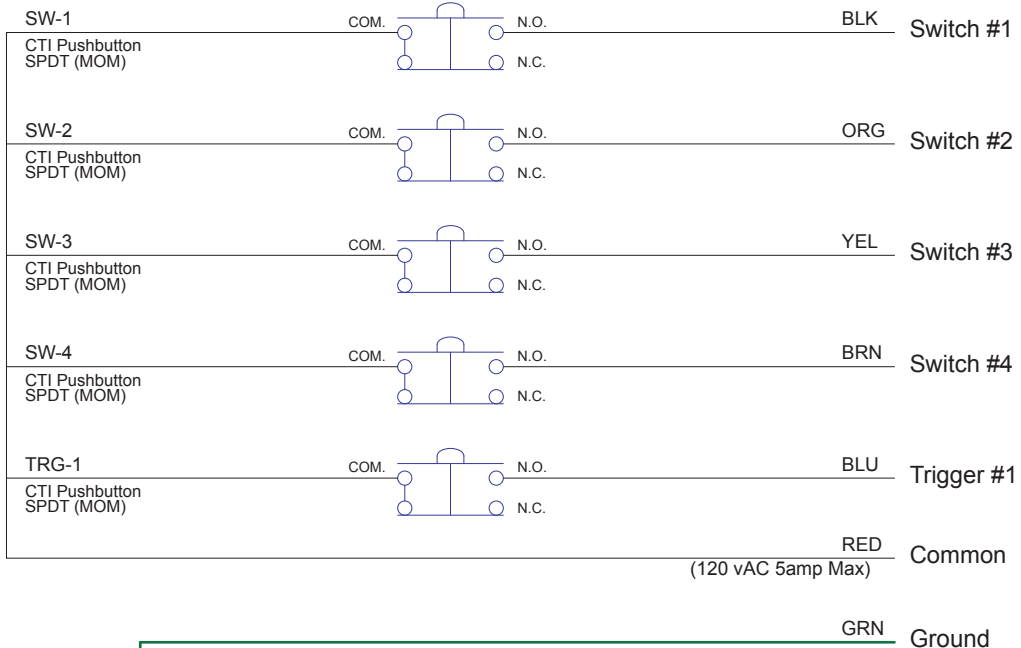 SW-1 COM. N.O. BLK Switch #1
CTI Pushbutton
SPDT (MOM) N.C.
SW-2 COM. N.O. ORG Switch #2
CTI Pushbutton
SPDT (MOM) N.C.
SW-3 COM. N.O. YEL Switch #3
CTI Pushbutton
SPDT (MOM) N.C.
SW-4 COM. N.O. BRN Switch #4
CTI Pushbutton
SPDT (MOM) N.C.
TRG-1 COM. N.O. BLU Trigger #1
CTI Pushbutton
SPDT (MOM) N.C.
RED Common
(120 vAC 5amp Max)
GRN Ground